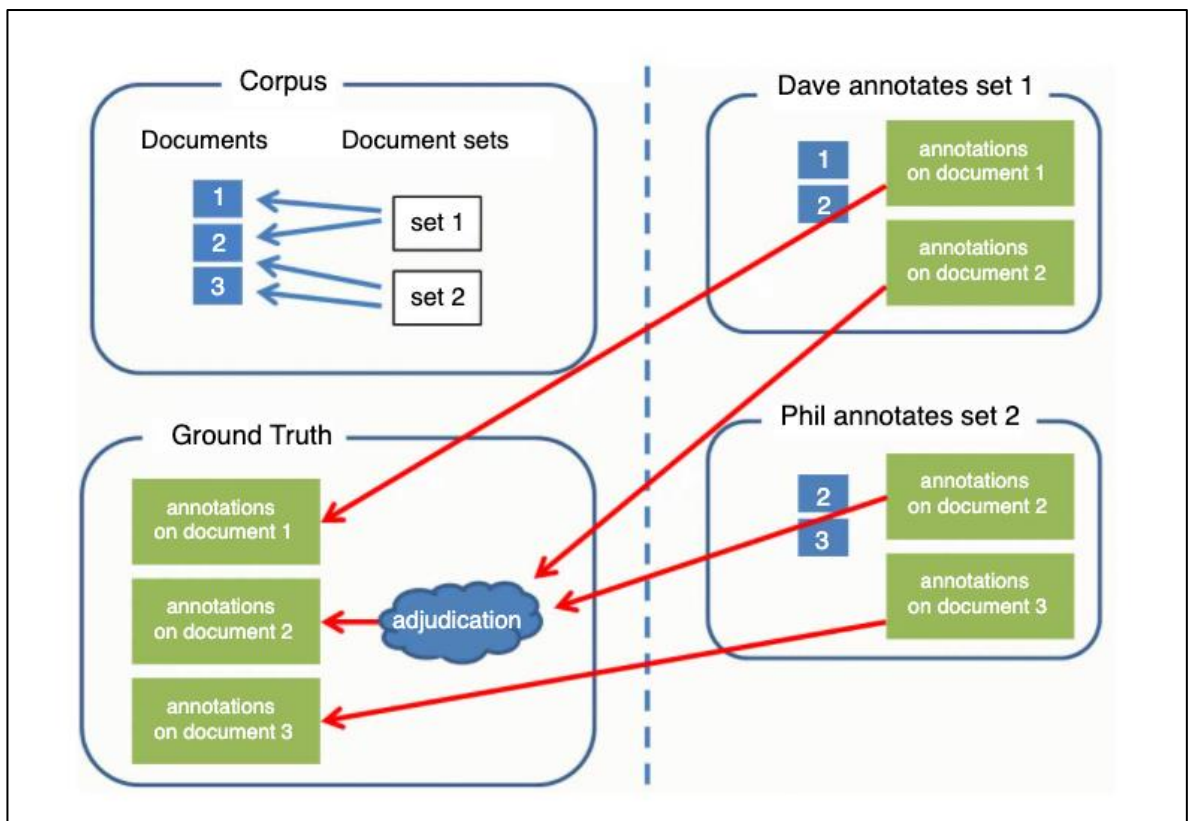 Corpus
Documents
Document sets
1
2
3
set 1
set 2
Dave annotates set 1
1
2
annotations
on document 1
annotations
on document 2
Ground Truth
annotations
on document 1
annotations
on document 2
annotations
on document 3
adjudication
Phil annotates set 2
2
3
annotations
on document 2
annotations
on document 3